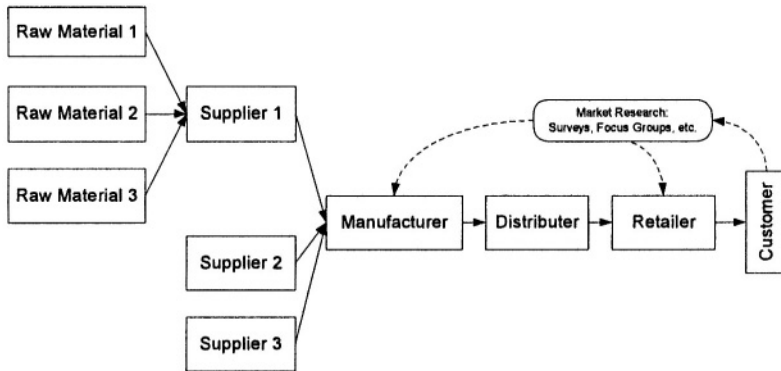 Raw Material 1
Raw Material 2
Raw Material 3
Supplier 1
Supplier 2
Supplier 3
Market Research:
Surveys, Focus Groups, etc.
Manufacturer
Distributer
Retailer
Customer